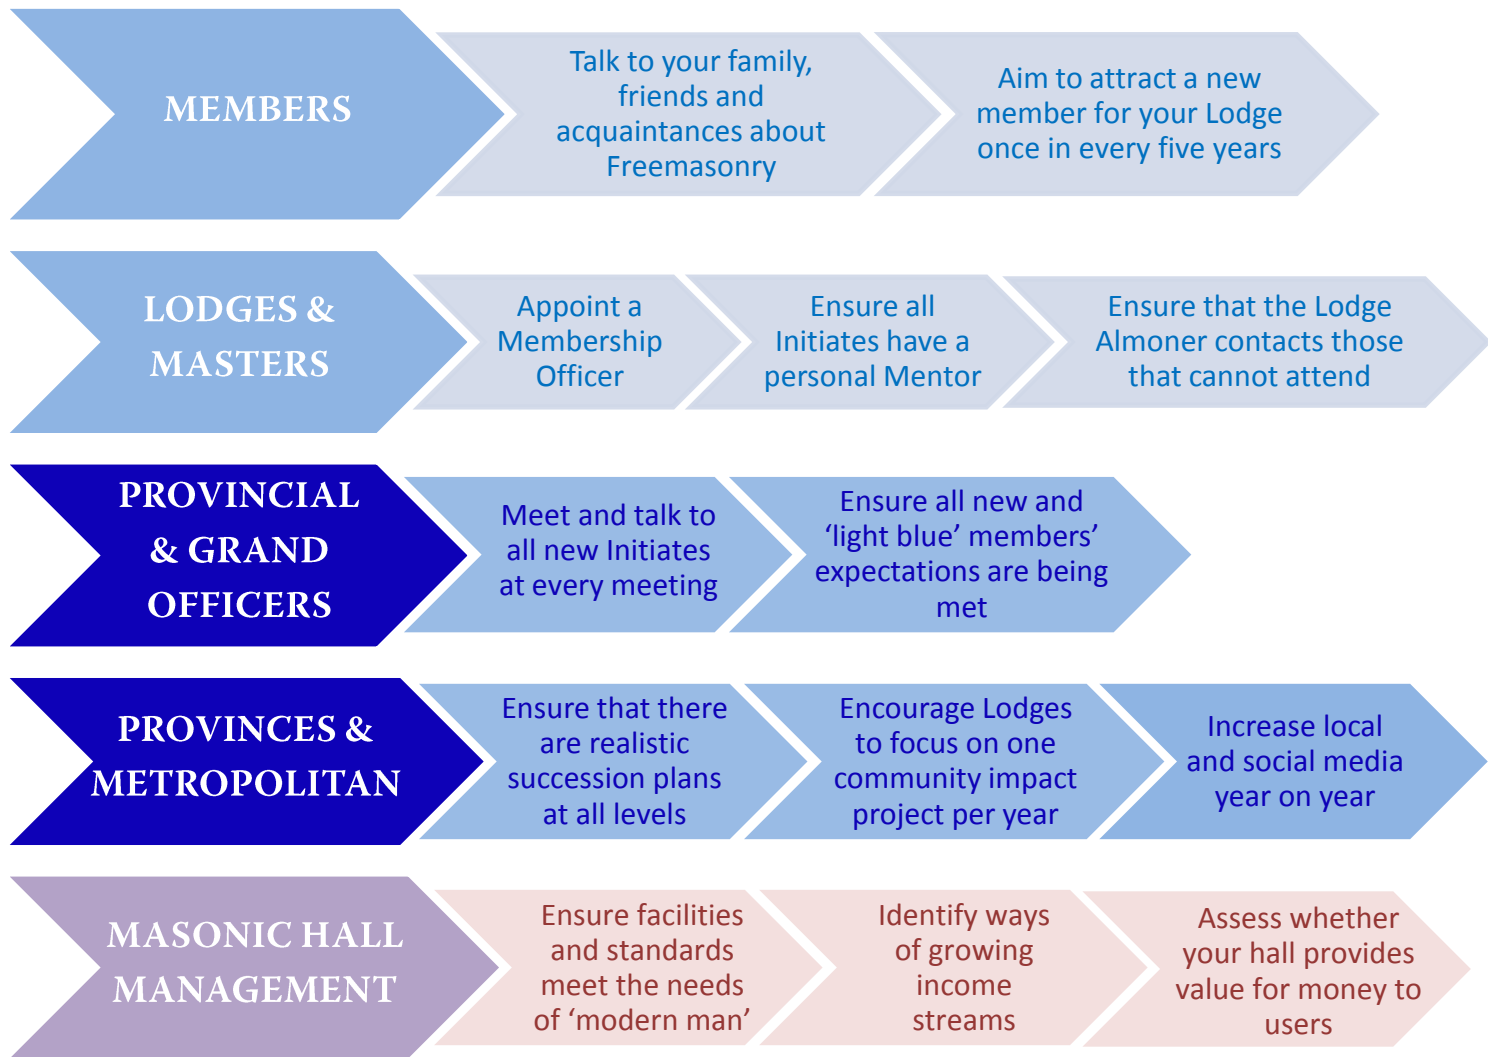 MEMBERS
Talk to your family,
friends and
acquaintances about
Freemasonry
Aim to attract a new
member for your Lodge
once in every five years
LODGES &
MASTERS
Appoint a
Membership
Officer
Ensure all
Initiates have a
personal Mentor
Ensure that the Lodge
Almoner contacts those
that cannot attend
PROVINCIAL
& GRAND
OFFICERS
Meet and talk to
all new Initiates
at every meeting
Ensure all new and
‘light blue’ members’
expectations are being
met
PROVINCES &
METROPOLITAN
Ensure that there
are realistic
succession plans
at all levels
Encourage Lodges
to focus on one
community impact
project per year
Increase local
and social media
year on year
MASONIC HALL
MANAGEMENT
Ensure facilities
and standards
meet the needs
of ‘modern man’
Identify ways
of growing
income
streams
Assess whether
your hall provides
value for money to
users